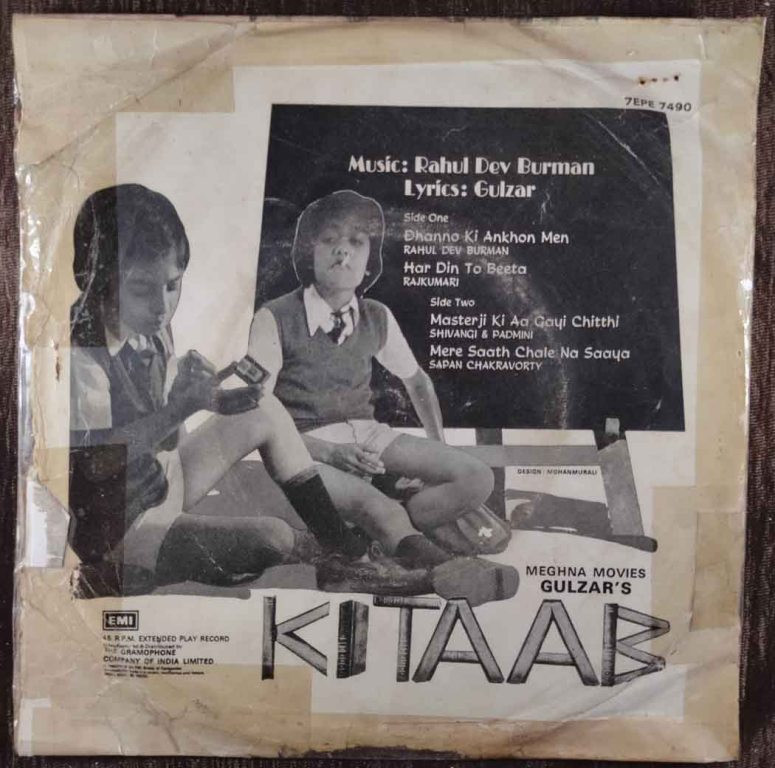 7EPE 7490
Music: Rahul Dev Burman
Lyrics: Gulzar
Side One
Dhanno Ki Ankhon Men
RAHUL DEV BURMAN
Har Din To Beeta
RAJKUMARI
Side Two
Masterji Ki Aa Gayi Chitthi
SHIVANGI & PADMINI
Mere Saath Chale Na Saaya
SAPAN CHAKRAVORTY
DESIGN: MOHANMURALI
MEGHNA MOVIES
GULZAR'S
KITAAB
EMI
45 R.P.M. EXTENDED PLAY RECORD
GRAMOPHONE
COMPANY OF INDIA LIMITED